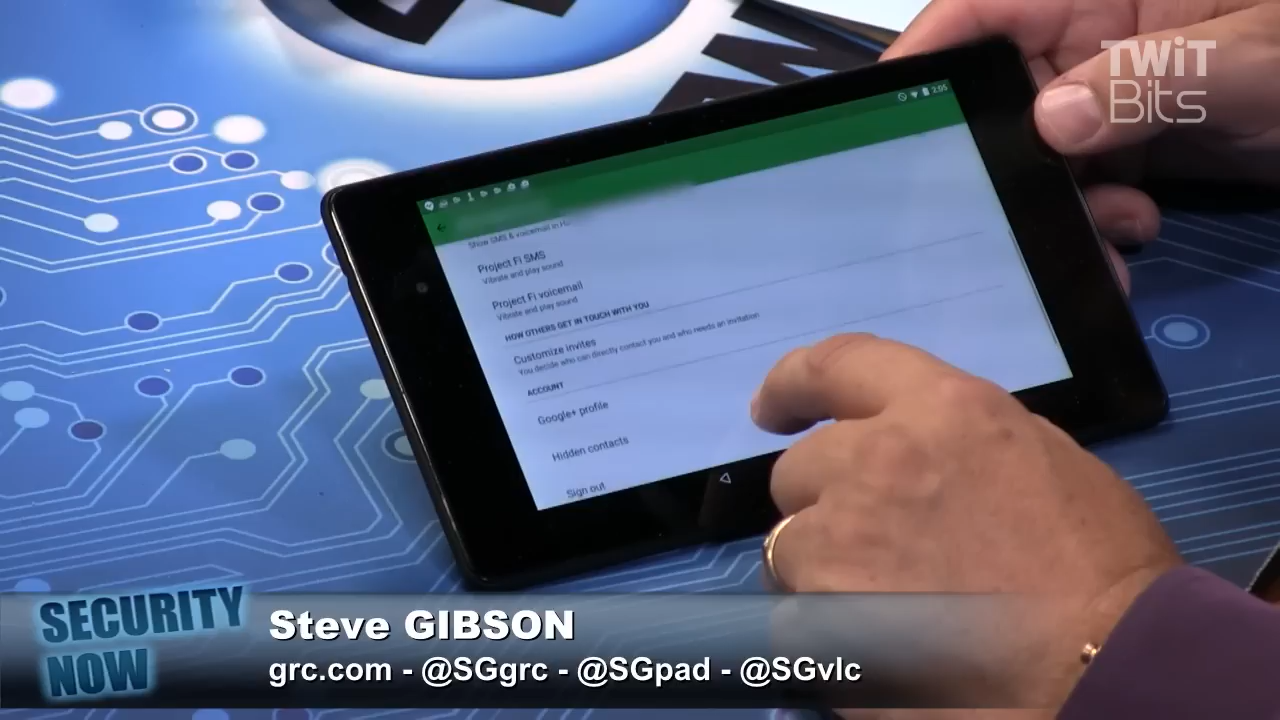 TWiT
Bits
2:05
Show SMS & voicemail in H
Project Fi SMS
Vibrate and play sound
Project Fi voicemail
Vibrate and play sound
HOW OTHERS GET IN TOUCH WITH YOU
Customize invites
You decide who can directly contact you and who needs an invitation
ACCOUNT
Google+ profile
Hidden contacts
Sign out
SECURITY
NOW
Steve GIBSON
grc.com - @SGgrc - @SGpad - @SGvlc